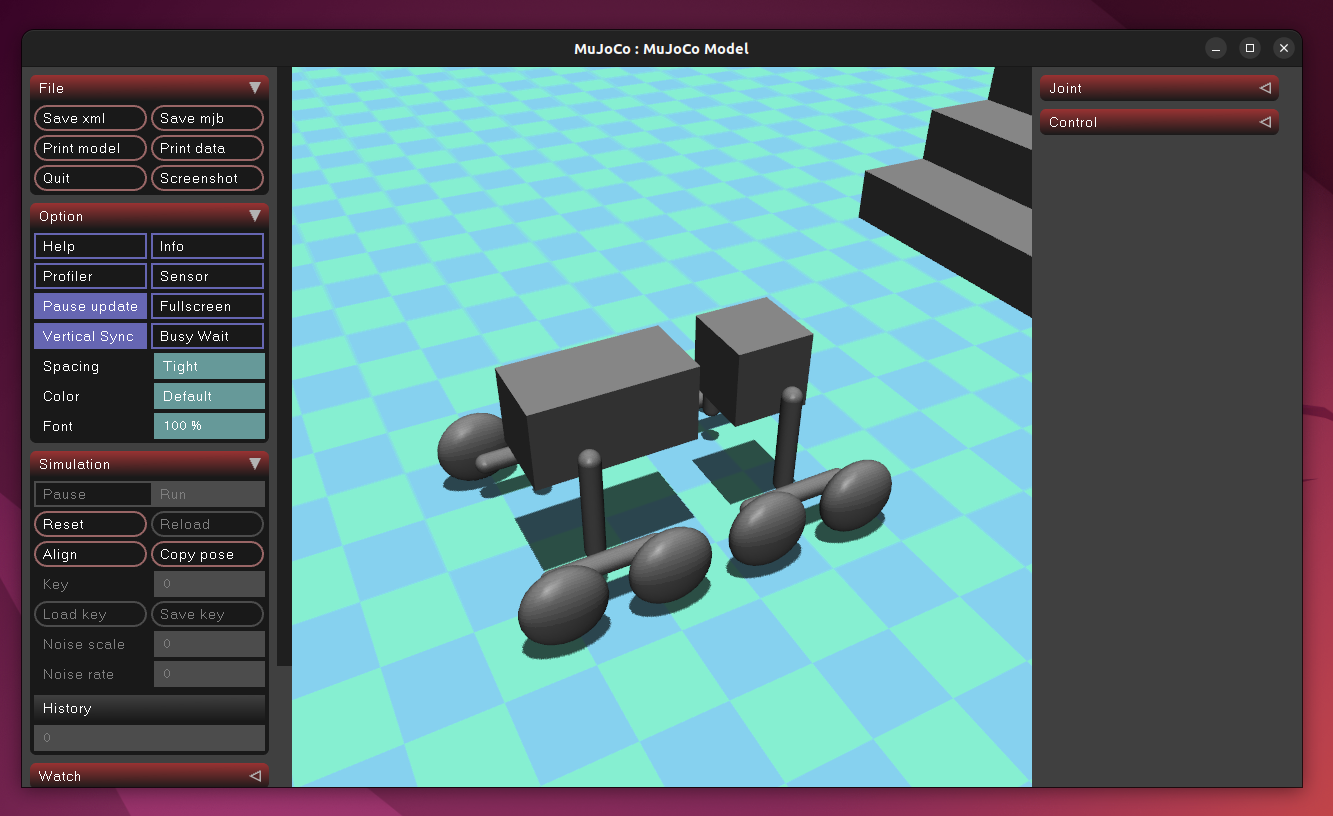 MuJoCo : MuJoCo Model
File
Save xml Save mjb
Print model Print data
Quit Screenshot
Option
Help Info
Profiler Sensor
Pause update Fullscreen
Vertical Sync Busy Wait
Spacing Tight
Color Default
Font 100 %
Simulation
Pause Run
Reset Reload
Align Copy pose
Key 0
Load key Save key
Noise scale 0
Noise rate 0
History
0
Watch
Joint
Control